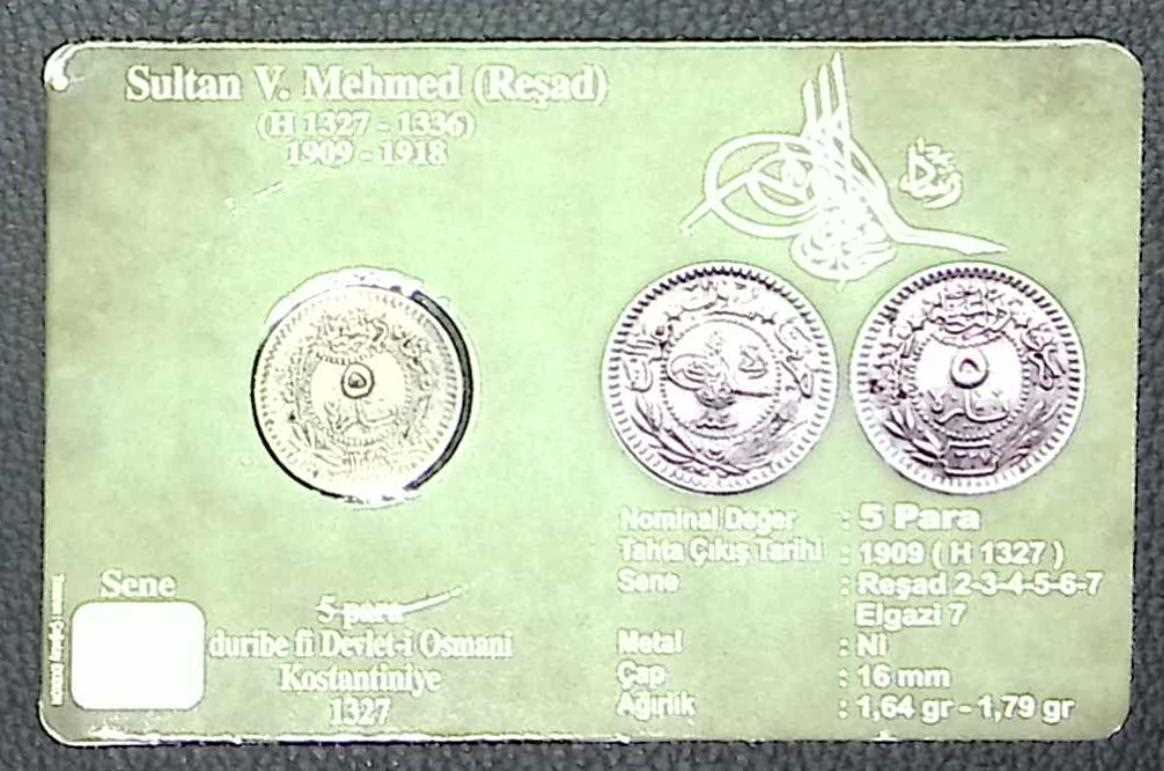 Sultan V. Mehmed (Reşad)
(H 1327 - 1336)
1909 - 1918
٥
٥
Nominal Değer : 5 Para
Tahta Çıkış Tarihi : 1909 ( H 1327 )
Sene : Reşad 2-3-4-5-6-7
Elgazi 7
Metal : Ni
Çap : 16 mm
Ağırlık : 1,64 gr - 1,79 gr
Sene
5 para
duribe fi Devlet-i Osmani
Kostantiniye
1327